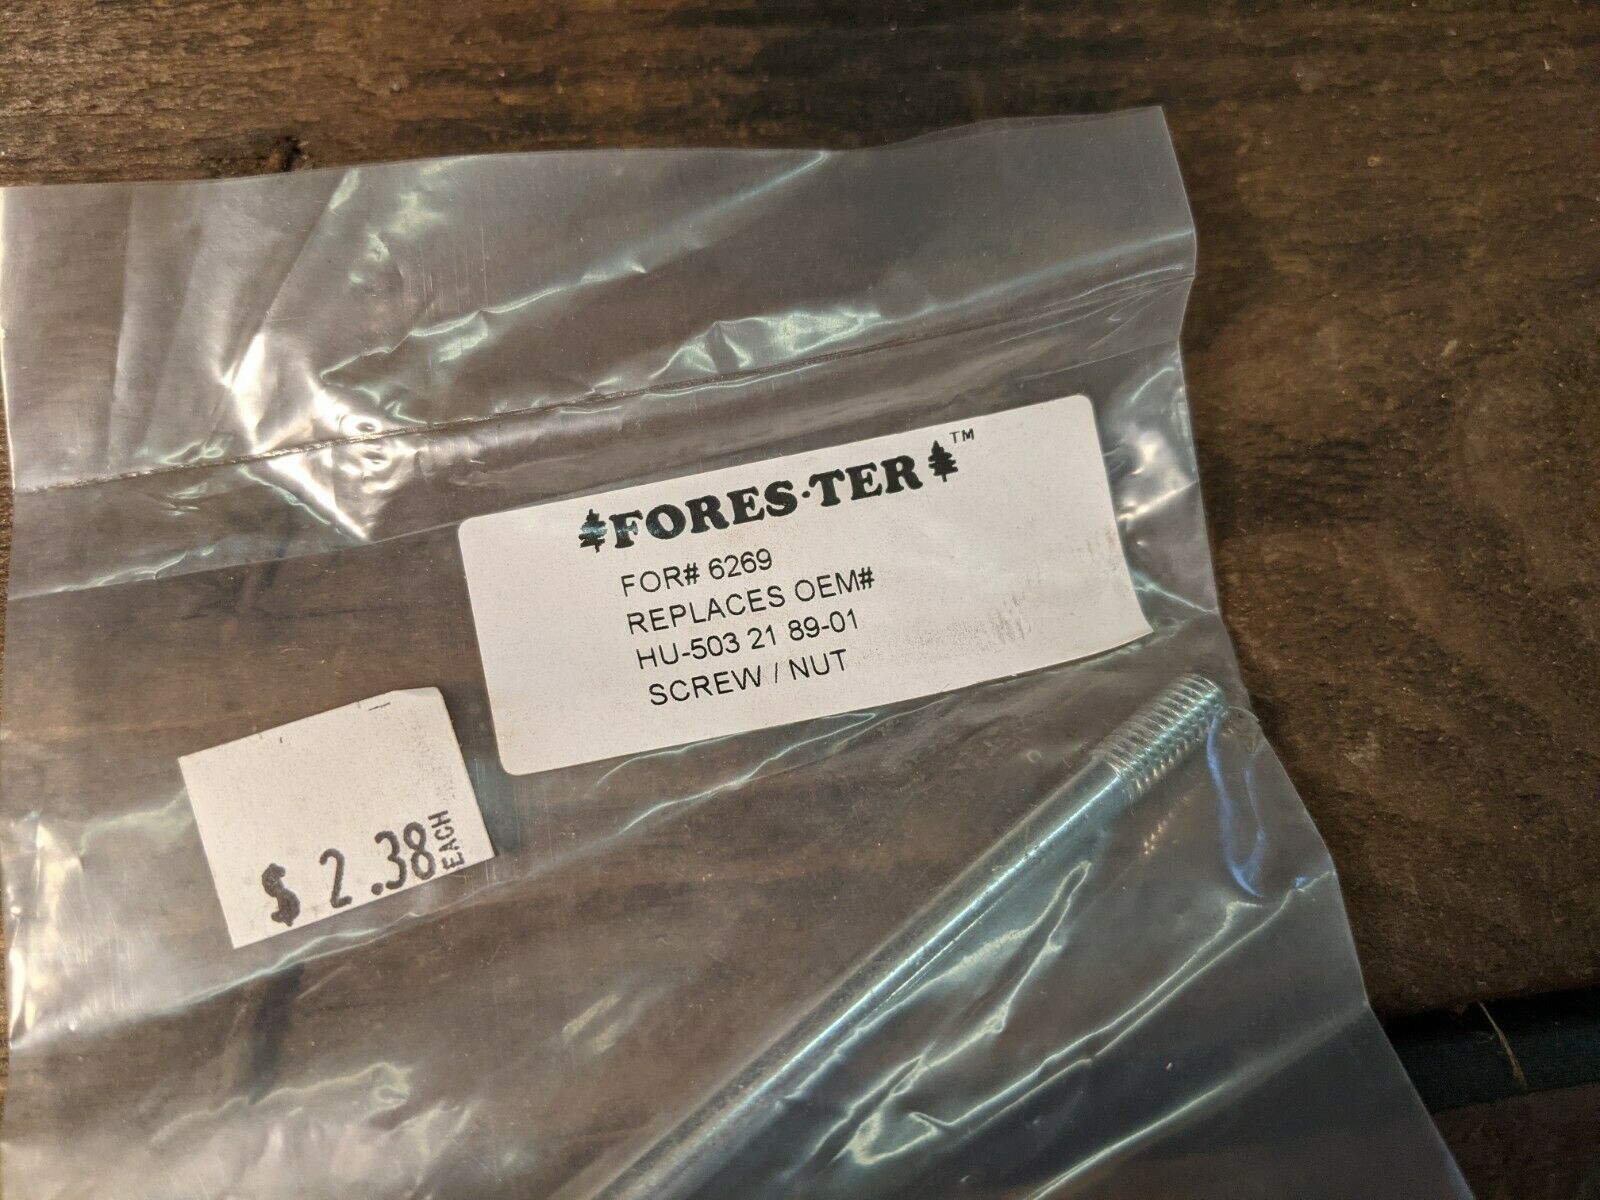 FORES·TER™
FOR# 6269
REPLACES OEM#
HU-503 21 89-01
SCREW / NUT
$ 2.38 EACH